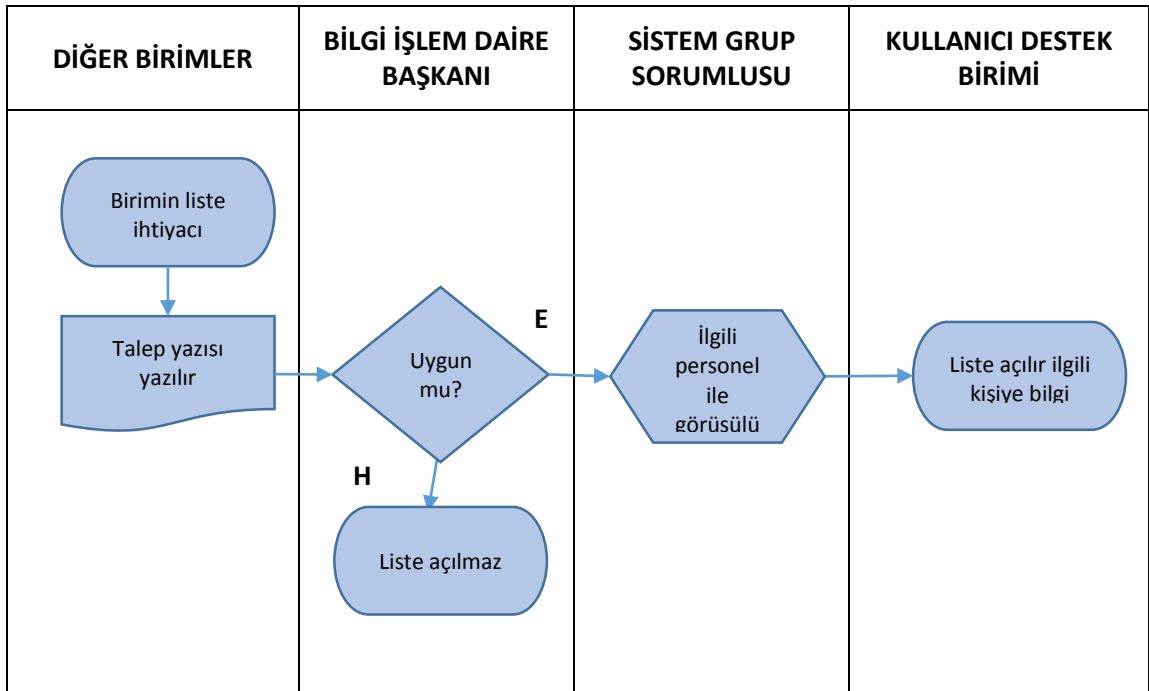 DİĞER BİRİMLER
BİLGİ İŞLEM DAİRE
BAŞKANI
SİSTEM GRUP
SORUMLUSU
KULLANICI DESTEK
BİRİMİ
Birimin liste
ihtiyacı
Talep yazısı
yazılır
Uygun
mu?
E
H
Liste açılmaz
İlgili
personel
ile
görüşülü
Liste açılır ilgili
kişiye bilgi